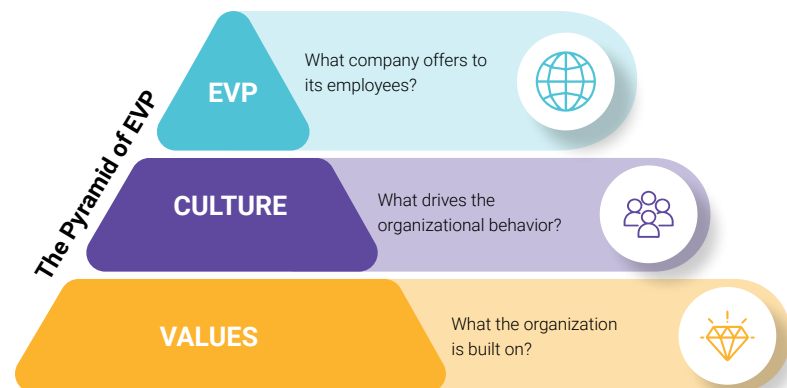 The Pyramid of EVP
EVP
What company offers to
its employees?
CULTURE
What drives the
organizational behavior?
VALUES
What the organization
is built on?